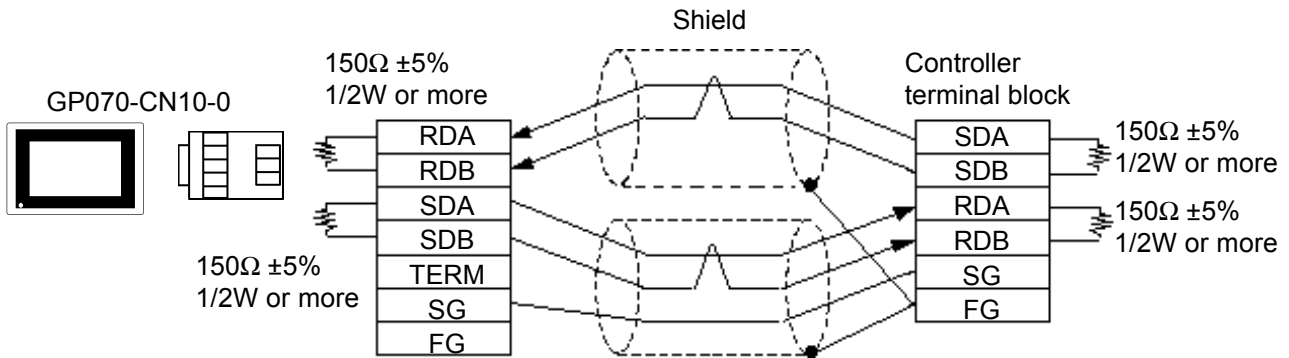 Shield
150Ω ±5%
1/2W or more
GP070-CN10-0
Controller
terminal block
RDA
RDB
SDA
SDB
TERM
SG
FG
150Ω ±5%
1/2W or more
SDA
SDB
RDA
RDB
SG
FG
150Ω ±5%
1/2W or more
150Ω ±5%
1/2W or more